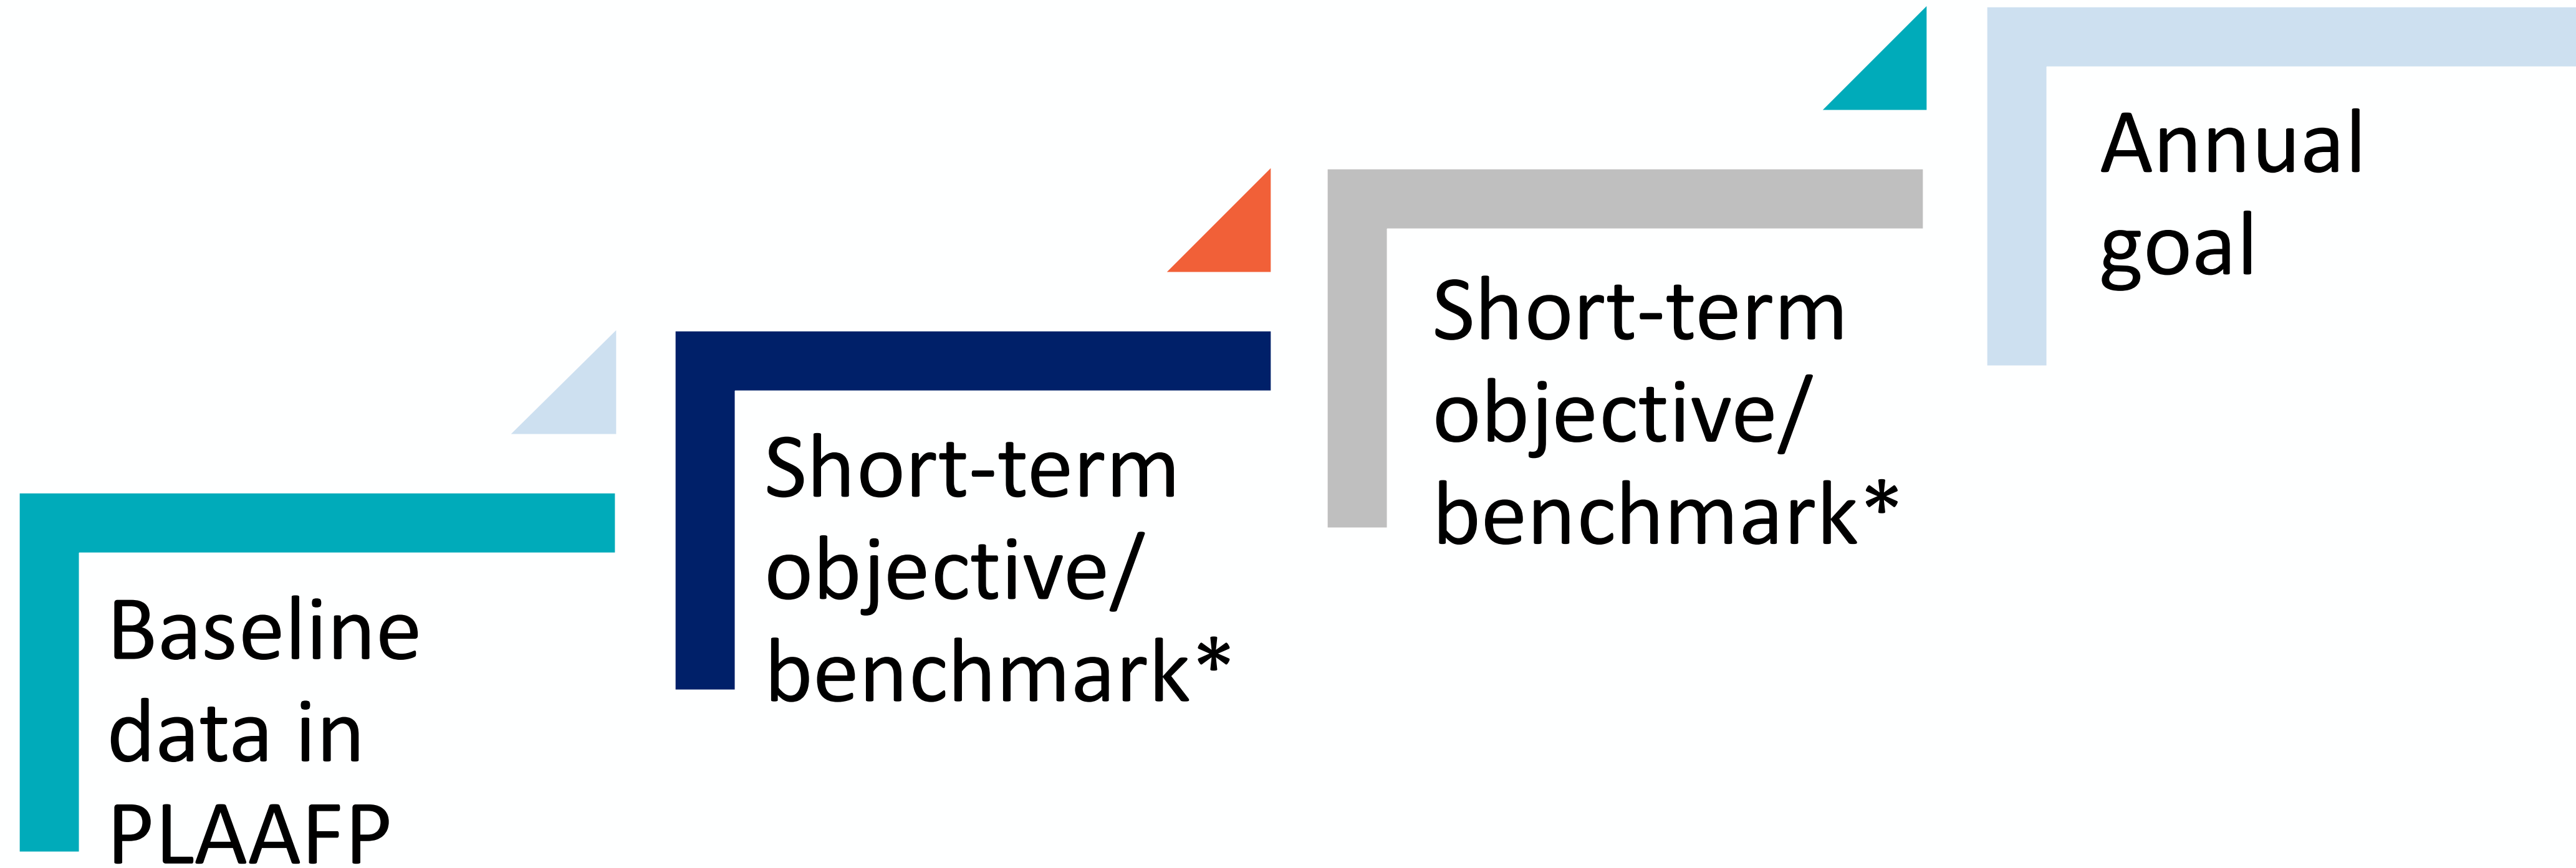 Baseline
data in
PLAAFP
Short-term
objective/
benchmark*
Short-term
objective/
benchmark*
Annual
goal